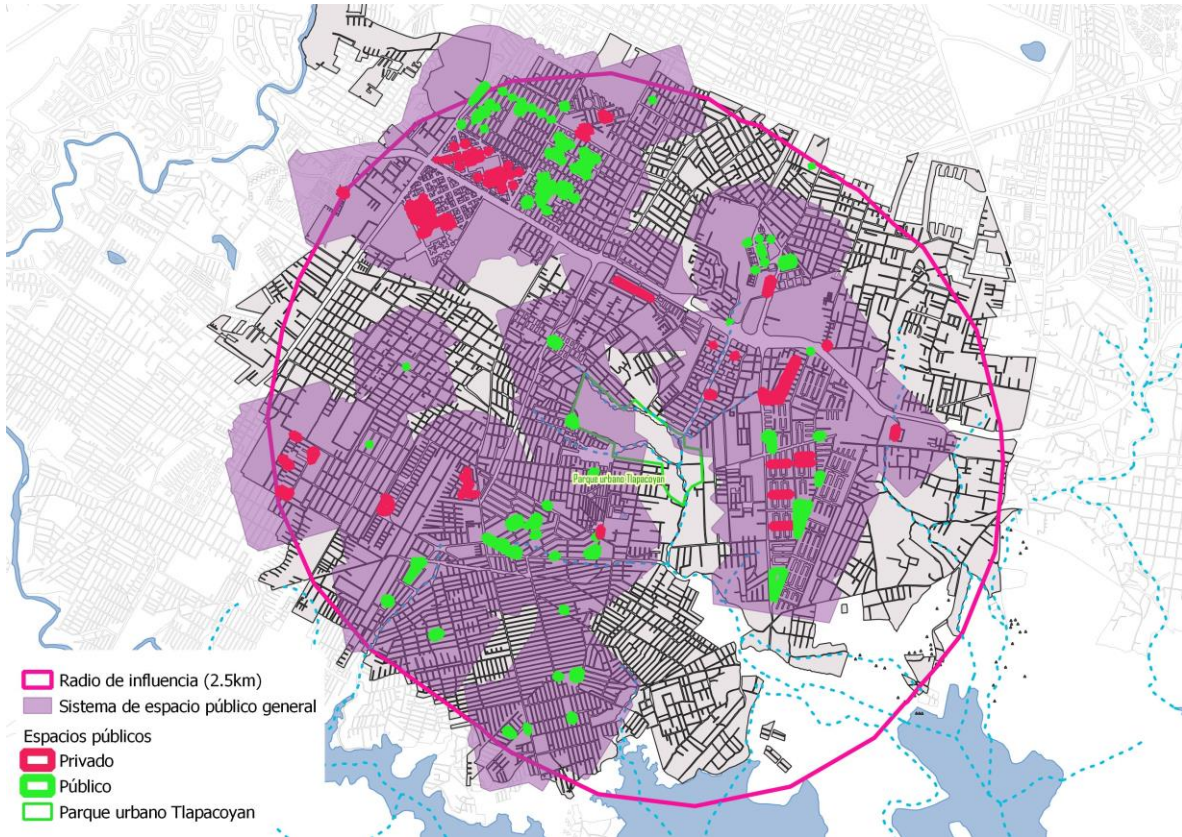 Parque urbano Tlapacoyan
Radio de influencia (2.5km)
Sistema de espacio público general
Espacios públicos
Privado
Público
Parque urbano Tlapacoyan